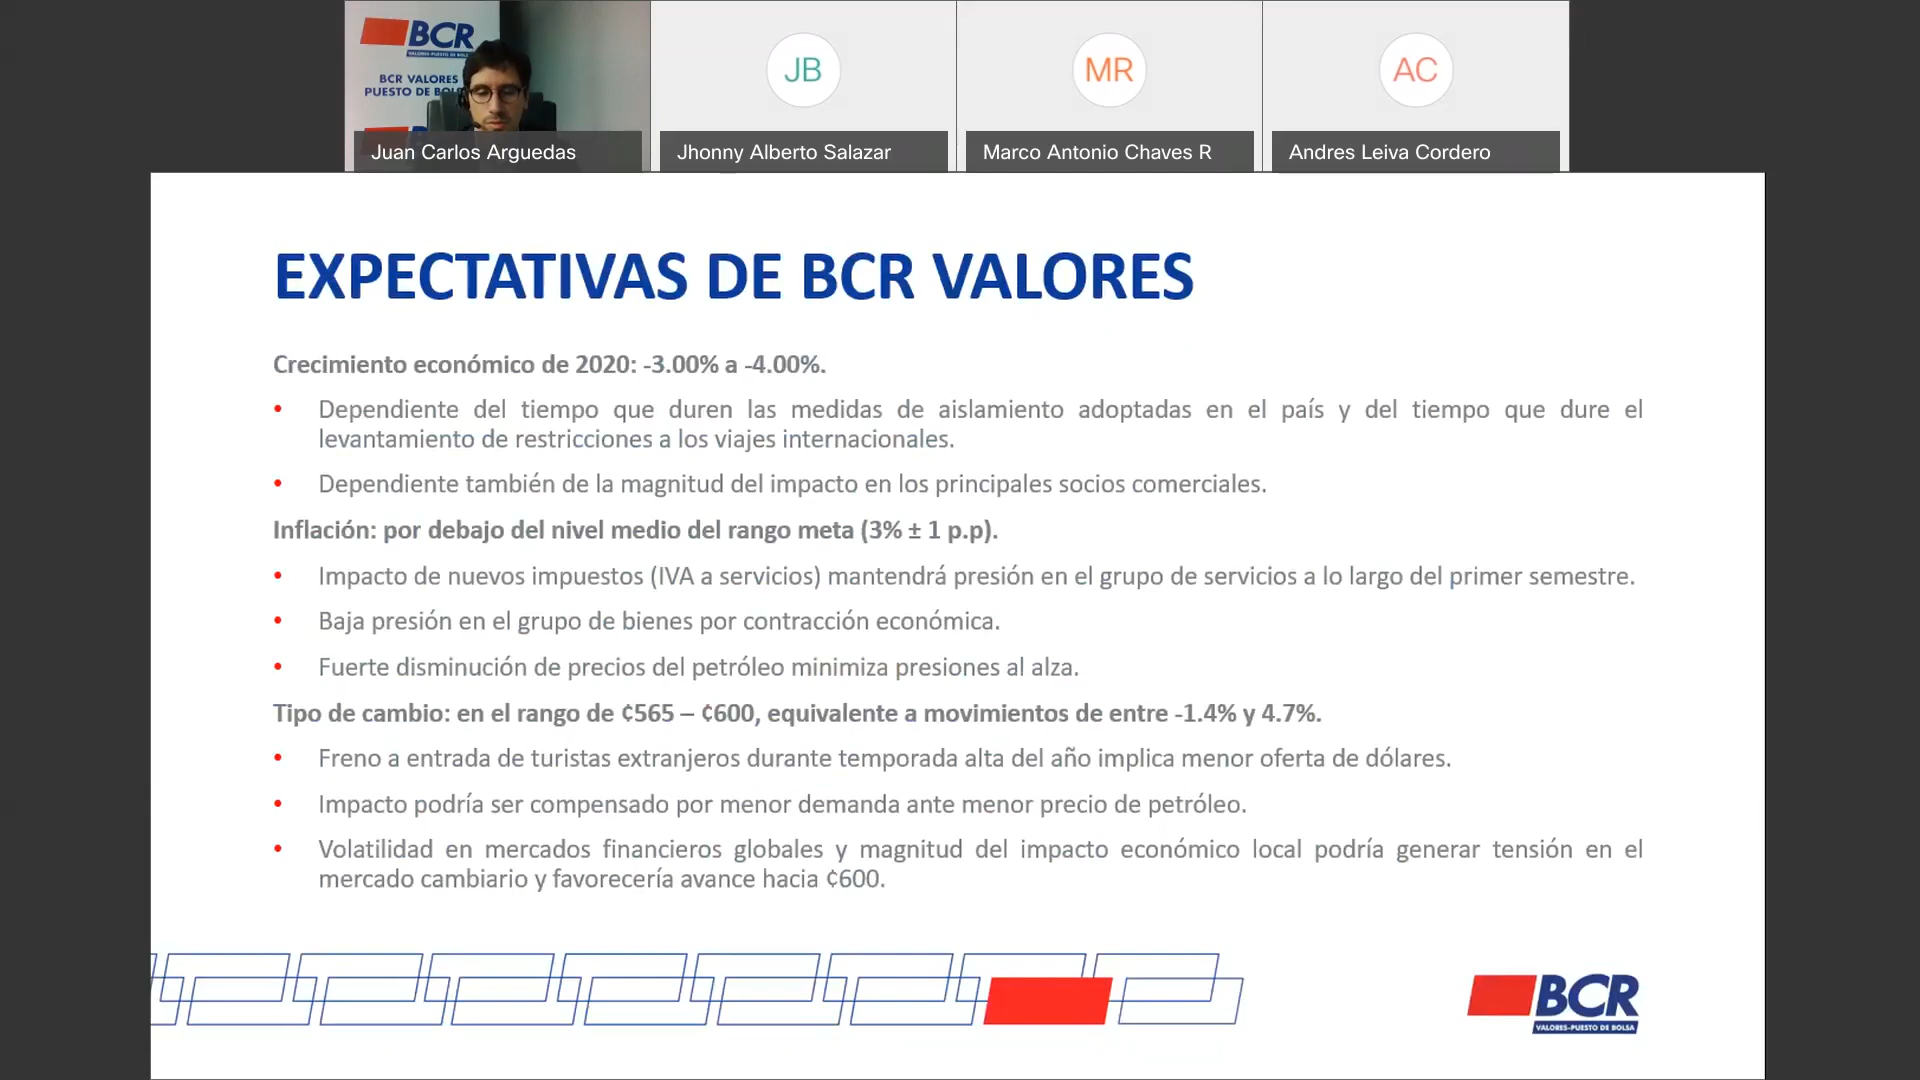 BCR
VALORES-PUESTO DE BOLSA
BCR VALORES
PUESTO DE BOLSA
JB
MR
AC
Juan Carlos Arguedas
Jhonny Alberto Salazar
Marco Antonio Chaves R
Andres Leiva Cordero
EXPECTATIVAS DE BCR VALORES
Crecimiento económico de 2020: -3.00% a -4.00%.
• Dependiente del tiempo que duren las medidas de aislamiento adoptadas en el país y del tiempo que dure el
levantamiento de restricciones a los viajes internacionales.
• Dependiente también de la magnitud del impacto en los principales socios comerciales.
Inflación: por debajo del nivel medio del rango meta (3% ± 1 p.p).
• Impacto de nuevos impuestos (IVA a servicios) mantendrá presión en el grupo de servicios a lo largo del primer semestre.
• Baja presión en el grupo de bienes por contracción económica.
• Fuerte disminución de precios del petróleo minimiza presiones al alza.
Tipo de cambio: en el rango de ¢565 – ¢600, equivalente a movimientos de entre -1.4% y 4.7%.
• Freno a entrada de turistas extranjeros durante temporada alta del año implica menor oferta de dólares.
• Impacto podría ser compensado por menor demanda ante menor precio de petróleo.
• Volatilidad en mercados financieros globales y magnitud del impacto económico local podría generar tensión en el
mercado cambiario y favorecería avance hacia ¢600.
BCR
VALORES-PUESTO DE BOLSA